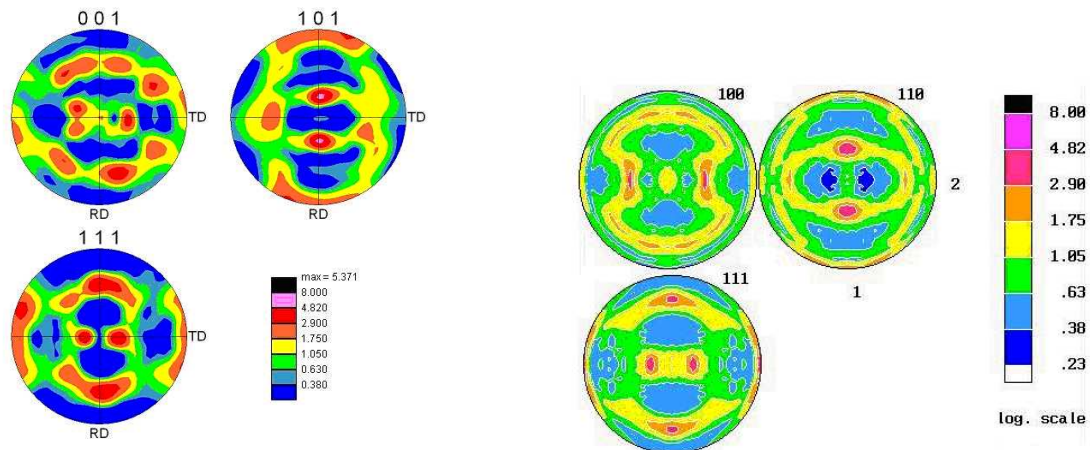 0 0 1
TD
RD
1 0 1
TD
RD
1 1 1
TD
RD
max = 5.371
8.000
4.820
2.900
1.750
1.050
0.630
0.380
100
110
2
1
111
8.00
4.82
2.90
1.75
1.05
.63
.38
.23
log. scale